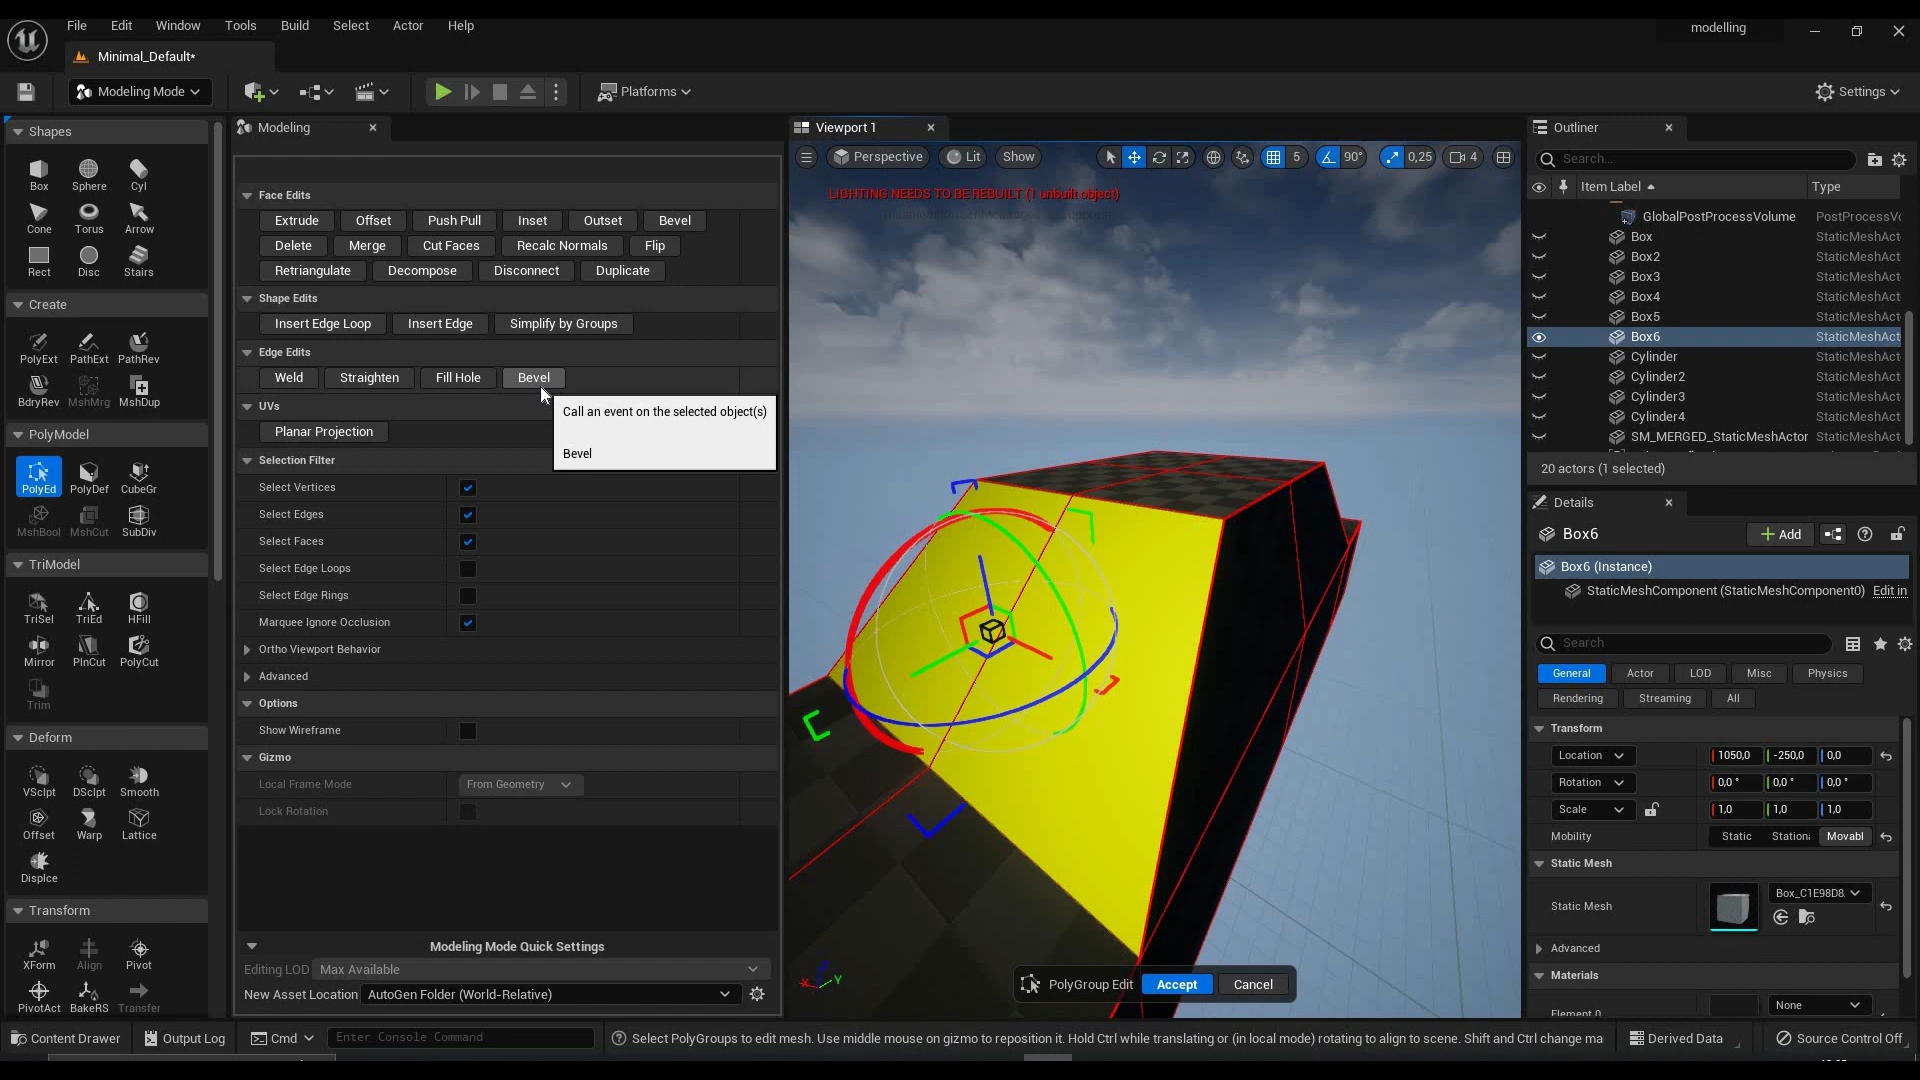 File Edit Window Tools Build Select Actor Help
modelling
Minimal_Default*
Modeling Mode
Platforms
Settings
Shapes
Box Sphere Cyl
Cone Torus Arrow
Rect Disc Stairs
Create
PolyExt PathExt PathRev
BdryRev MshMrg MshDup
PolyModel
PolyEd PolyDef CubeGr
MshBool MshCut SubDiv
TriModel
TriSel TriEd HFill
Mirror PlnCut PolyCut
Trim
Deform
VSclpt DSclpt Smooth
Offset Warp Lattice
Displce
Transform
XForm Align Pivot
PivotAct BakeRS Transfer
Modeling
Face Edits
Extrude Offset Push Pull Inset Outset Bevel
Delete Merge Cut Faces Recalc Normals Flip
Retriangulate Decompose Disconnect Duplicate
Shape Edits
Insert Edge Loop Insert Edge Simplify by Groups
Edge Edits
Weld Straighten Fill Hole Bevel
UVs
Planar Projection
Call an event on the selected object(s)
Bevel
Selection Filter
Select Vertices
Select Edges
Select Faces
Select Edge Loops
Select Edge Rings
Marquee Ignore Occlusion
Ortho Viewport Behavior
Advanced
Options
Show Wireframe
Gizmo
Local Frame Mode From Geometry
Lock Rotation
Modeling Mode Quick Settings
Editing LOD Max Available
New Asset Location AutoGen Folder (World-Relative)
Viewport 1
Perspective Lit Show 5 90° 0,25 4
LIGHTING NEEDS TO BE REBUILT (1 unbuilt object)
X Y
PolyGroup Edit Accept Cancel
Outliner
Search...
Item Label Type
GlobalPostProcessVolume PostProcessVo
Box StaticMeshAct
Box2 StaticMeshAct
Box3 StaticMeshAct
Box4 StaticMeshAct
Box5 StaticMeshAct
Box6 StaticMeshAct
Cylinder StaticMeshAct
Cylinder2 StaticMeshAct
Cylinder3 StaticMeshAct
Cylinder4 StaticMeshAct
SM_MERGED_StaticMeshActor StaticMeshAct
20 actors (1 selected)
Details
Box6 Add
Box6 (Instance)
StaticMeshComponent (StaticMeshComponent0) Edit in
Search
General Actor LOD Misc Physics
Rendering Streaming All
Transform
Location 1050,0 -250,0 0,0
Rotation 0,0 ° 0,0 ° 0,0 °
Scale 1,0 1,0 1,0
Mobility Static Station Movabl
Static Mesh
Static Mesh Box_C1E98D8
Advanced
Materials
Element 0 None
Content Drawer Output Log Cmd Enter Console Command
Select PolyGroups to edit mesh. Use middle mouse on gizmo to reposition it. Hold Ctrl while translating or (in local mode) rotating to align to scene. Shift and Ctrl change ma
Derived Data Source Control Off